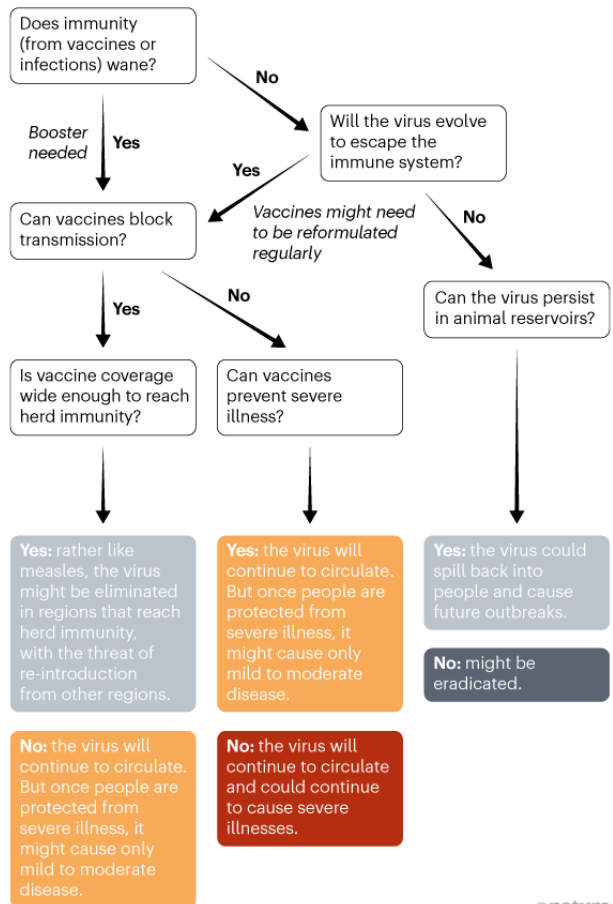 Does immunity
(from vaccines or
infections) wane?
No
Booster
needed
Yes
Will the virus evolve
to escape the
immune system?
Yes
Can vaccines block
transmission?
Vaccines might need
to be reformulated
regularly
No
Yes
No
Can the virus persist
in animal reservoirs?
Is vaccine coverage
wide enough to reach
herd immunity?
Can vaccines
prevent severe
illness?
Yes: rather like
measles, the virus
might be eliminated
in regions that reach
herd immunity,
with the threat of
re-introduction
from other regions.
Yes: the virus will
continue to circulate.
But once people are
protected from
severe illness, it
might cause only
mild to moderate
disease.
Yes: the virus could
spill back into
people and cause
future outbreaks.
No: might be
eradicated.
No: the virus will
continue to circulate.
But once people are
protected from
severe illness, it
might cause only
mild to moderate
disease.
No: the virus will
continue to circulate
and could continue
to cause severe
illnesses.